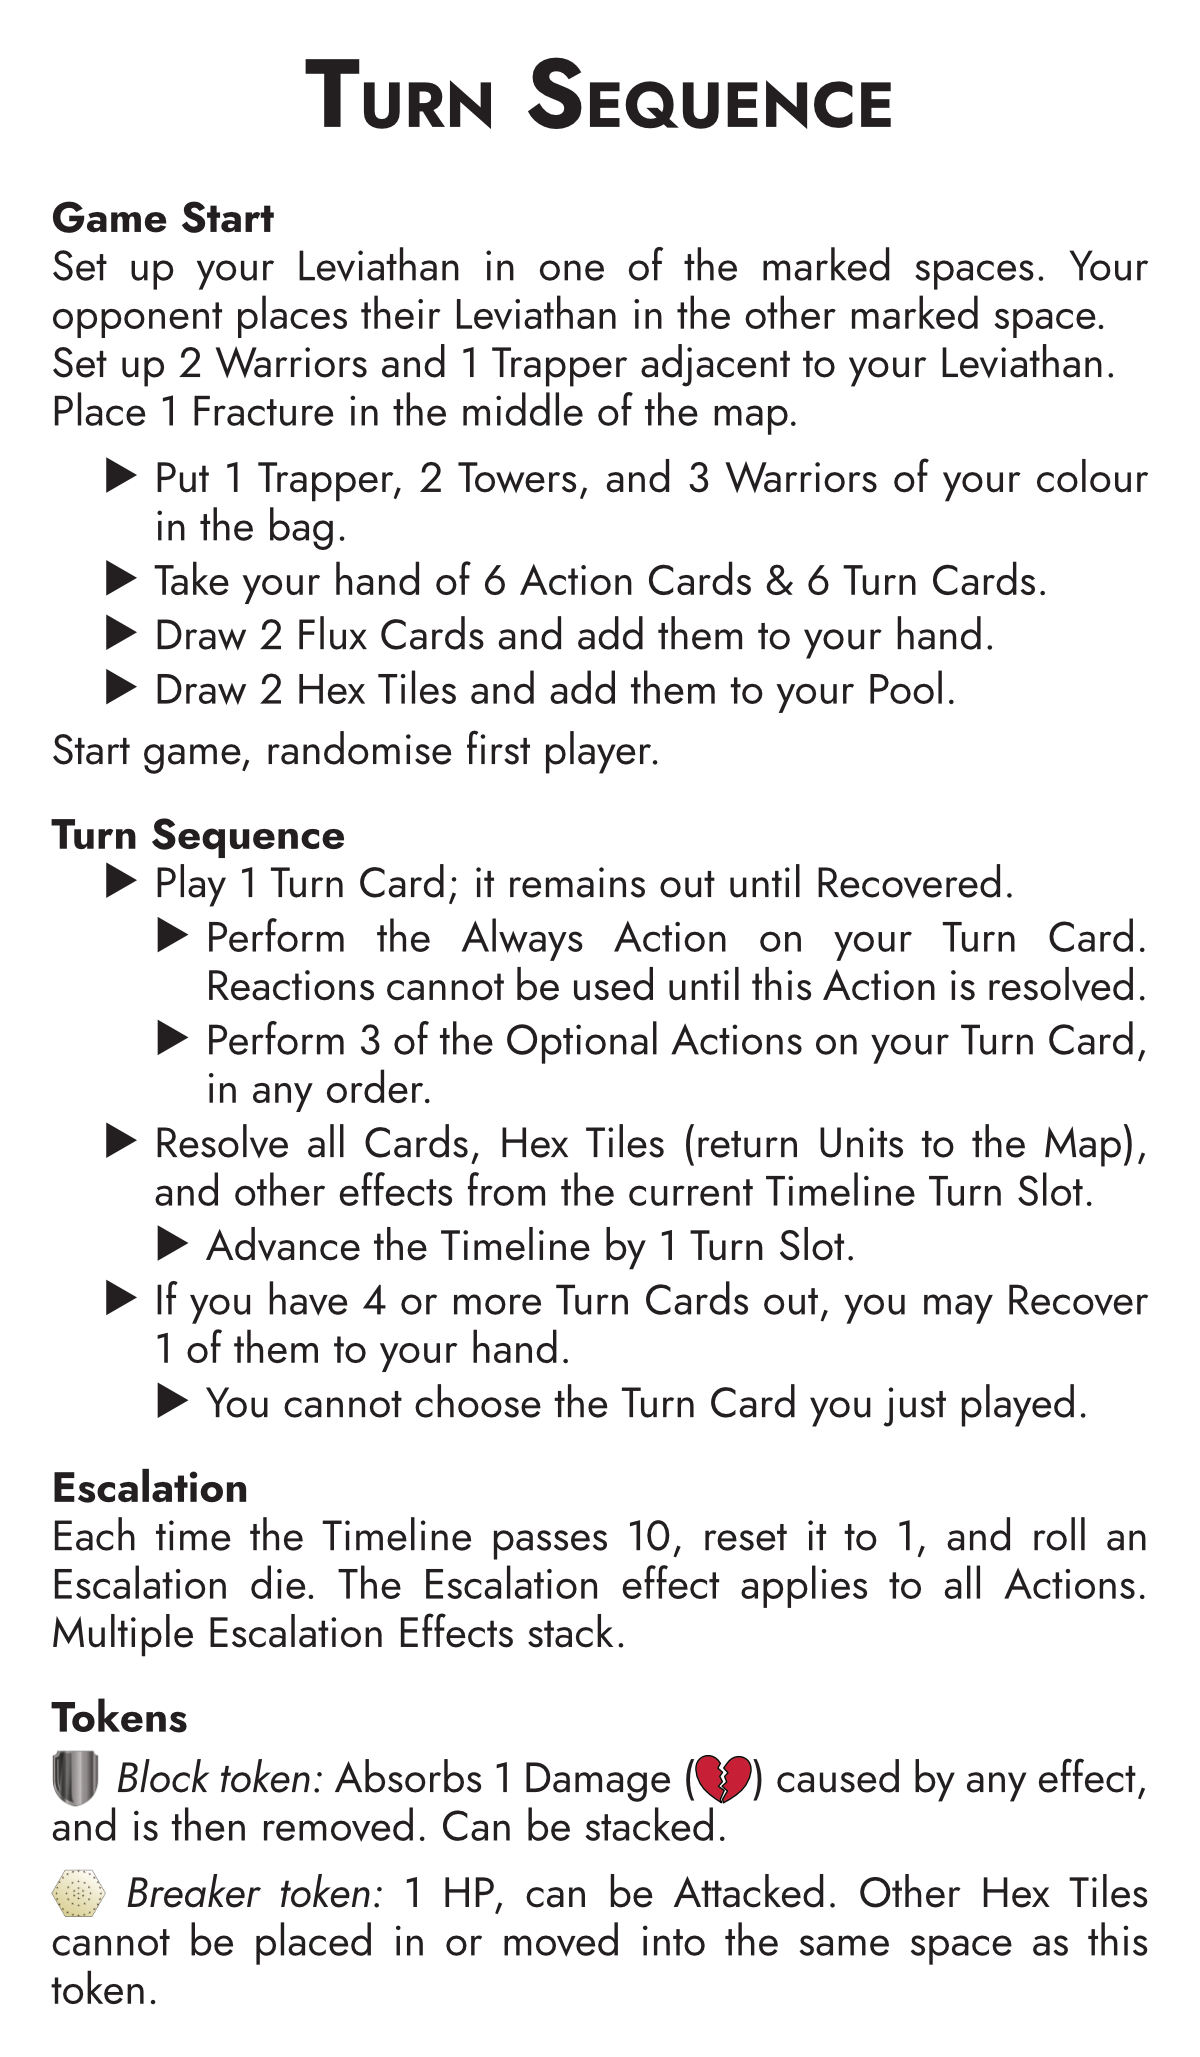 Turn Sequence
Game Start
Set up your Leviathan in one of the marked spaces. Your
opponent places their Leviathan in the other marked space.
Set up 2 Warriors and 1 Trapper adjacent to your Leviathan.
Place 1 Fracture in the middle of the map.
▶ Put 1 Trapper, 2 Towers, and 3 Warriors of your colour
in the bag.
▶ Take your hand of 6 Action Cards & 6 Turn Cards.
▶ Draw 2 Flux Cards and add them to your hand.
▶ Draw 2 Hex Tiles and add them to your Pool.
Start game, randomise first player.
Turn Sequence
▶ Play 1 Turn Card; it remains out until Recovered.
▶ Perform the Always Action on your Turn Card.
Reactions cannot be used until this Action is resolved.
▶ Perform 3 of the Optional Actions on your Turn Card,
in any order.
▶ Resolve all Cards, Hex Tiles (return Units to the Map),
and other effects from the current Timeline Turn Slot.
▶ Advance the Timeline by 1 Turn Slot.
▶ If you have 4 or more Turn Cards out, you may Recover
1 of them to your hand.
▶ You cannot choose the Turn Card you just played.
Escalation
Each time the Timeline passes 10, reset it to 1, and roll an
Escalation die. The Escalation effect applies to all Actions.
Multiple Escalation Effects stack.
Tokens
Block token: Absorbs 1 Damage () caused by any effect,
and is then removed. Can be stacked.
Breaker token: 1 HP, can be Attacked. Other Hex Tiles
cannot be placed in or moved into the same space as this
token.